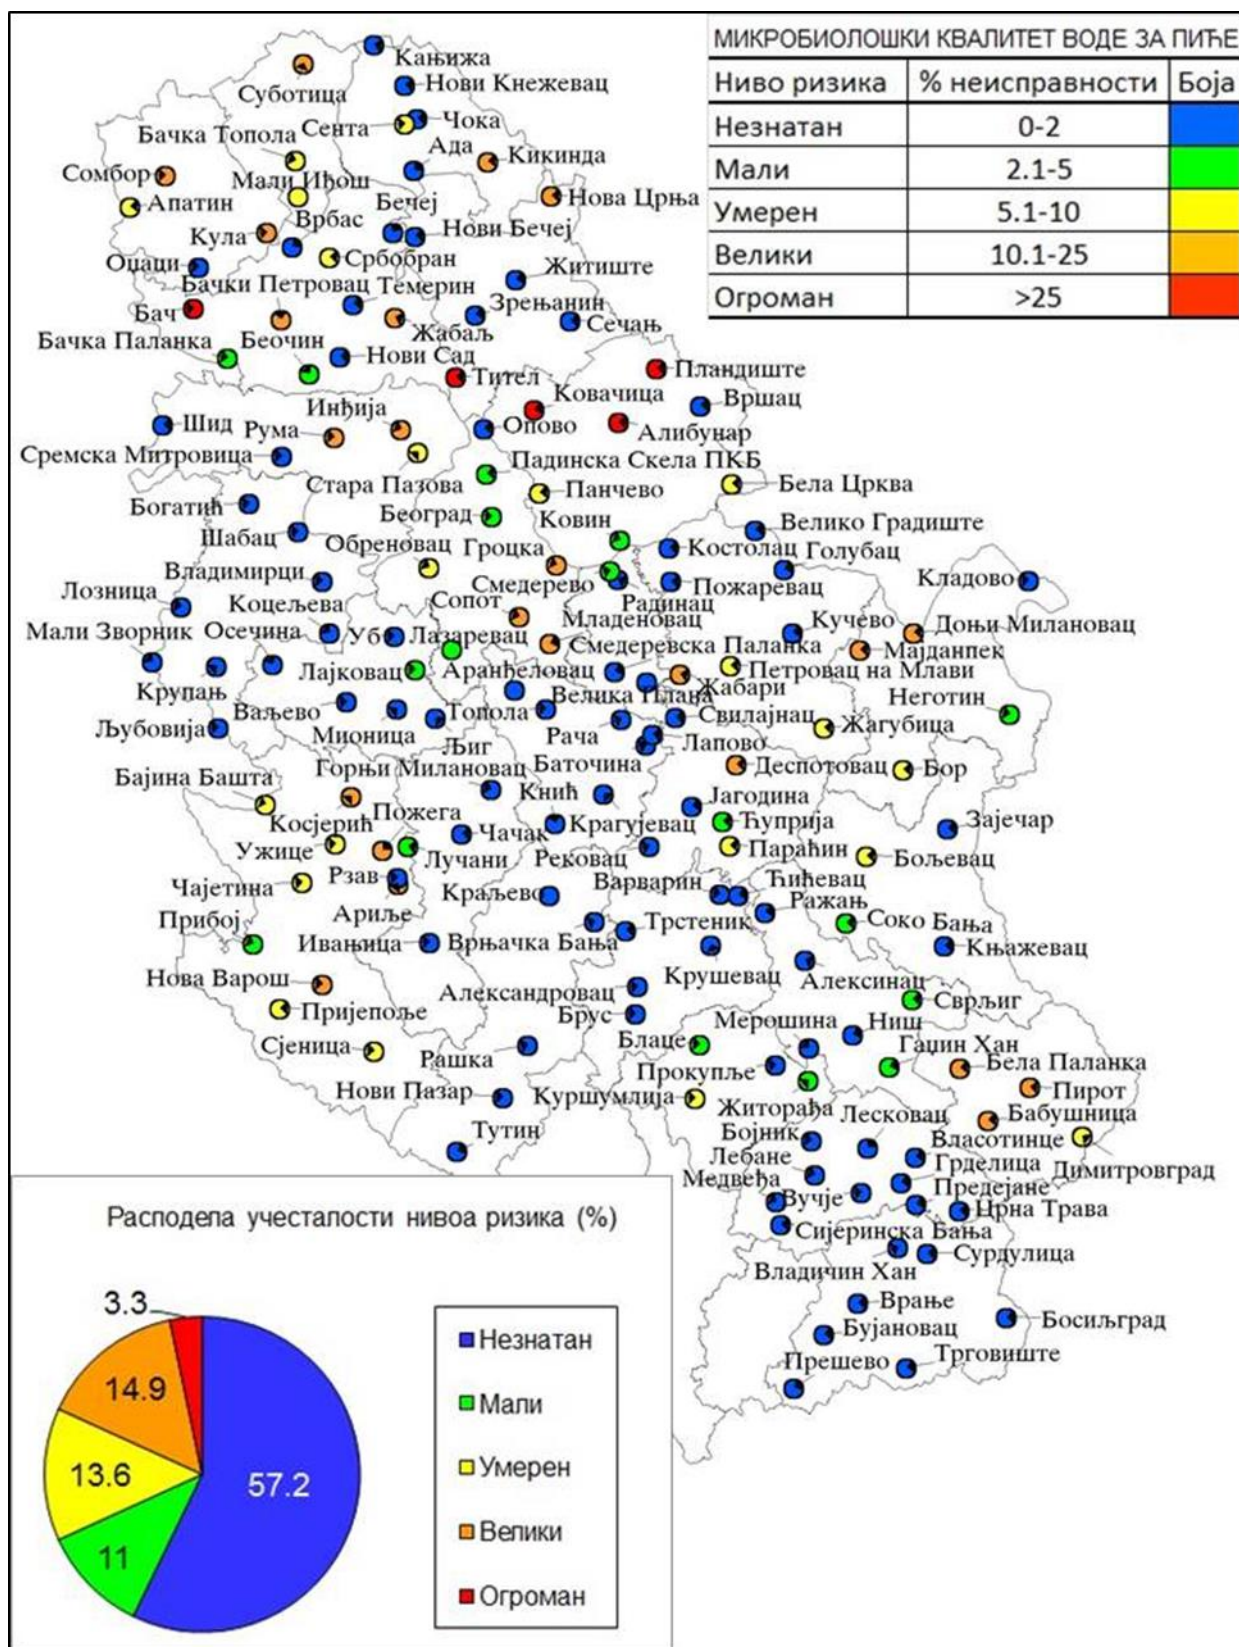 МИКРОБИОЛОШКИ КВАЛИТЕТ ВОДЕ ЗА ПИЋЕ
Ниво ризика % неисправности Боја
Незнатан 0-2
Мали 2.1-5
Умерен 5.1-10
Велики 10.1-25
Огроман >25
Кањижа
Суботица
Нови Кнежевац
Бачка Топола
Сента
Чока
Ада
Кикинда
Сомбор
Мали Иђош
Апатин
Врбас
Бечеј
Нова Црња
Кула
Нови Бечеј
Оџаци
Србобран
Житиште
Бачки Петровац
Темерин
Бач
Зрењанин
Жабаљ
Сечањ
Бачка Паланка
Беочин
Нови Сад
Тител
Пландиште
Ковачица
Вршац
Инђија
Шид
Рума
Опово
Алибунар
Сремска Митровица
Падинска Скела ПКБ
Стара Пазова
Панчево
Бела Црква
Богатић
Београд
Ковин
Велико Градиште
Шабац
Обреновац
Гроцка
Костолац
Голубац
Владимирци
Смедерево
Пожаревац
Кладово
Лозница
Коцељева
Сопот
Радинац
Младеновац
Кучево
Доњи Милановац
Мали Зворник
Осечина
Уб
Лазаревац
Смедеревска Паланка
Мајданпек
Крупањ
Лајковац
Аранђеловац
Петровац на Млави
Жабари
Неготин
Велика Плана
Ваљево
Топола
Свилајнац
Љубовија
Мионица
Рача
Лапово
Жагубица
Љиг
Баточина
Деспотовац
Бор
Бајина Башта
Горњи Милановац
Кнић
Јагодина
Косјерић
Пожега
Чачак
Крагујевац
Ћуприја
Зајечар
Ужице
Лучани
Рековац
Параћин
Бољевац
Чајетина
Рзав
Краљево
Варварин
Ћићевац
Ражањ
Прибој
Ариље
Трстеник
Соко Бања
Ивањица
Врњачка Бања
Књажевац
Нова Варош
Крушевац
Алексинац
Александровац
Пријепоље
Брус
Сврљиг
Сјеница
Рашка
Блаце
Мерошина
Ниш
Гаџин Хан
Прокупље
Бела Паланка
Нови Пазар
Куршумлија
Житорађа
Пирот
Тутин
Лесковац
Бабушница
Бојник
Власотинце
Лебане
Грделица
Димитровград
Медвеђа
Вучје
Предејане
Црна Трава
Сијеринска Бања
Сурдулица
Владичин Хан
Врање
Босиљград
Бујановац
Прешево
Трговиште
Расподела учесталости нивоа ризика (%)
3.3
14.9
13.6
11
57.2
Незнатан
Мали
Умерен
Велики
Огроман